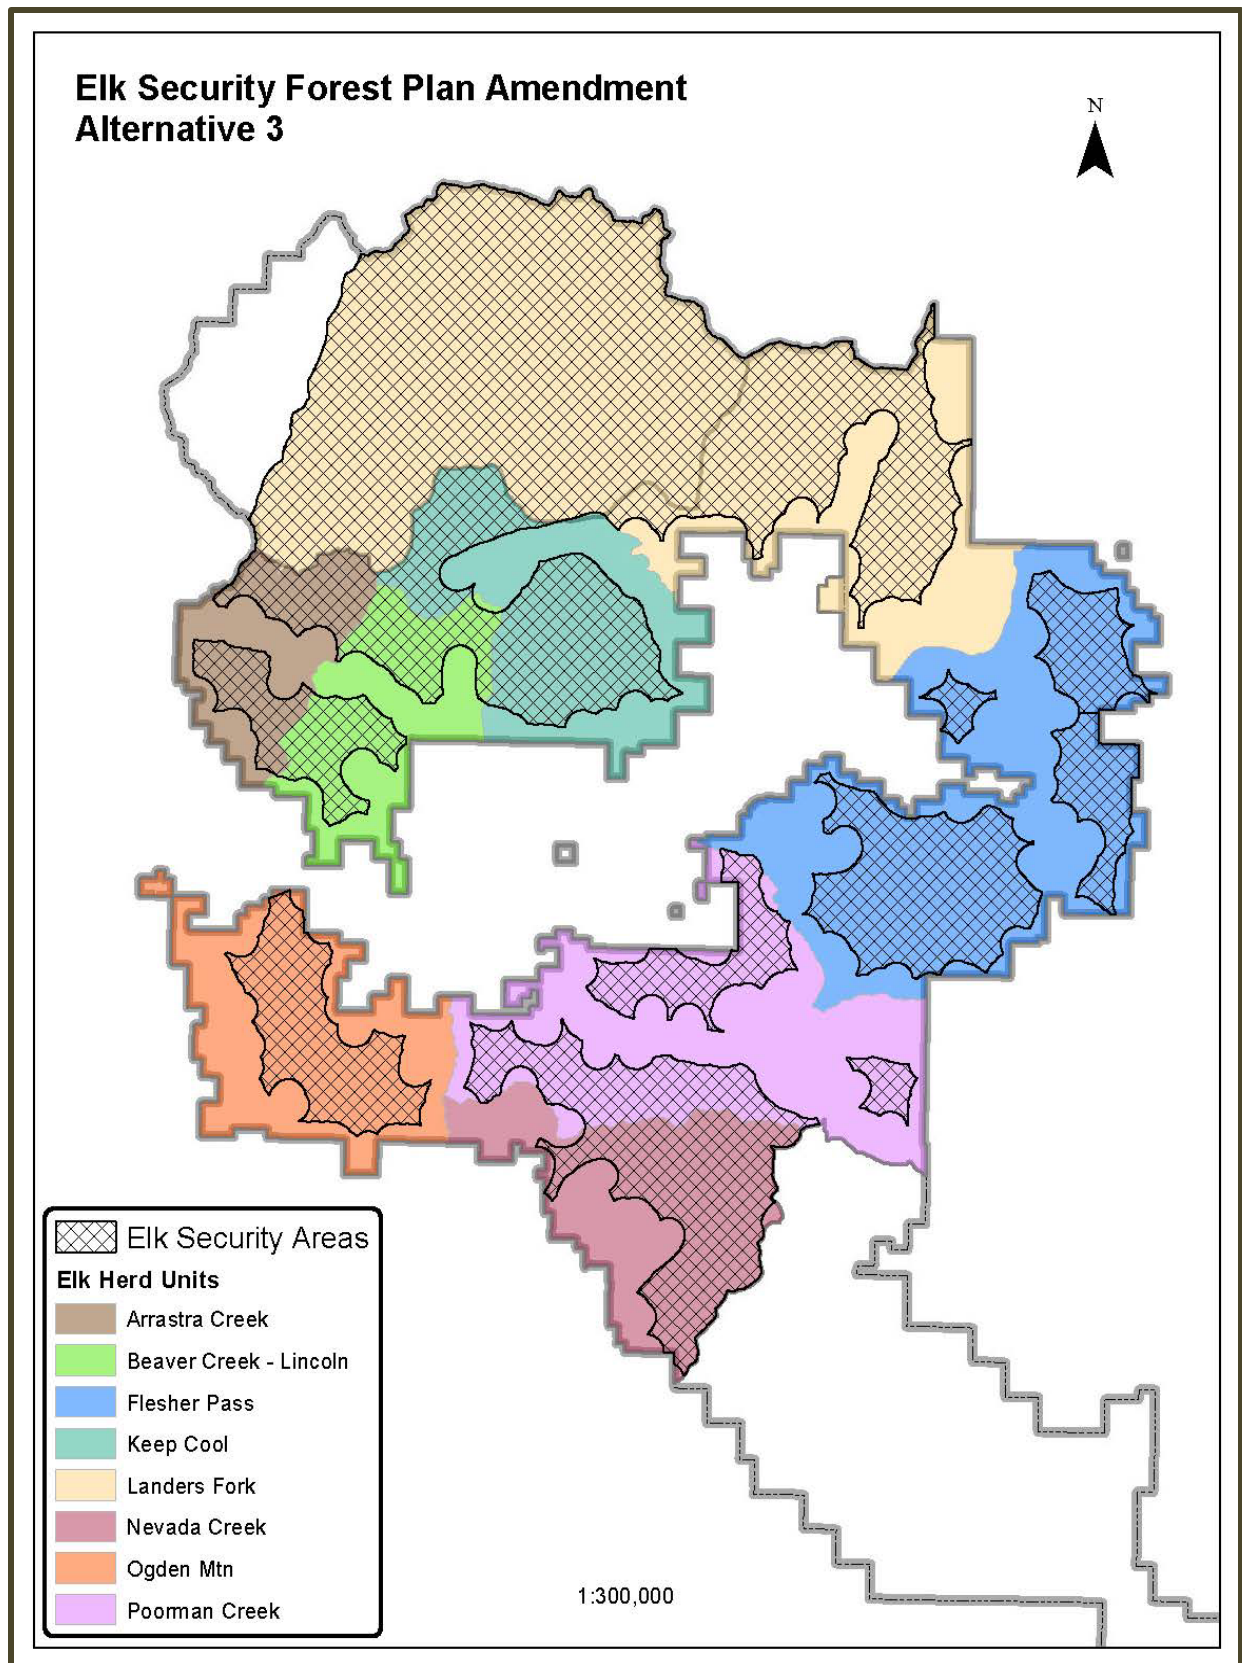 Elk Security Forest Plan Amendment
Alternative 3
N
Elk Security Areas
Elk Herd Units
Arrastra Creek
Beaver Creek - Lincoln
Flesher Pass
Keep Cool
Landers Fork
Nevada Creek
Ogden Mtn
Poorman Creek
1:300,000